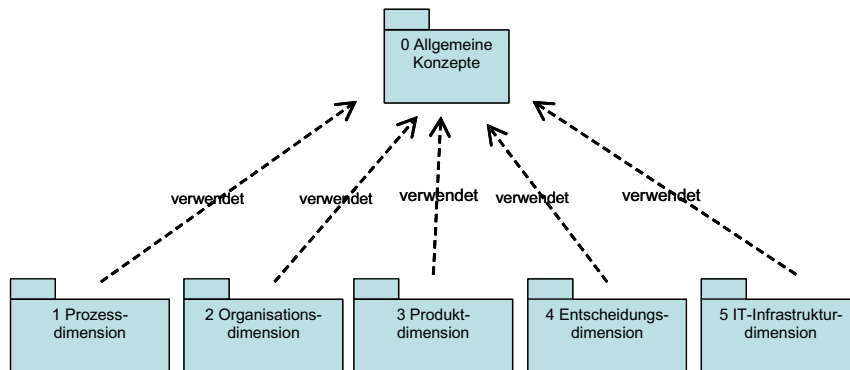 0 Allgemeine
Konzepte
verwendet
verwendet
verwendet
verwendet
verwendet
1 Prozess-
dimension
2 Organisations-
dimension
3 Produkt-
dimension
4 Entscheidungs-
dimension
5 IT-Infrastruktur-
dimension